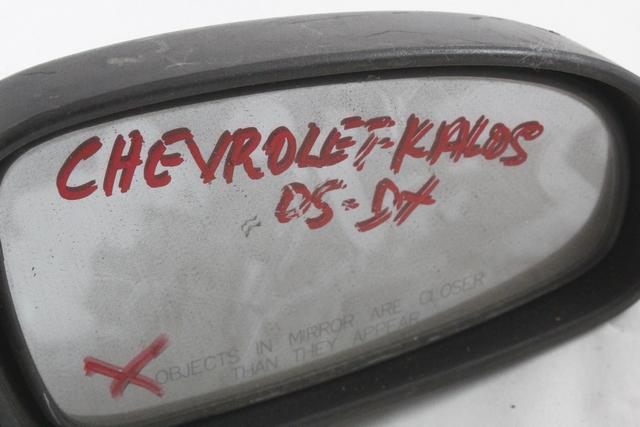 CHEVROLET-KALOS
05-DX
X
OBJECTS IN MIRROR ARE CLOSER
THAN THEY APPEAR